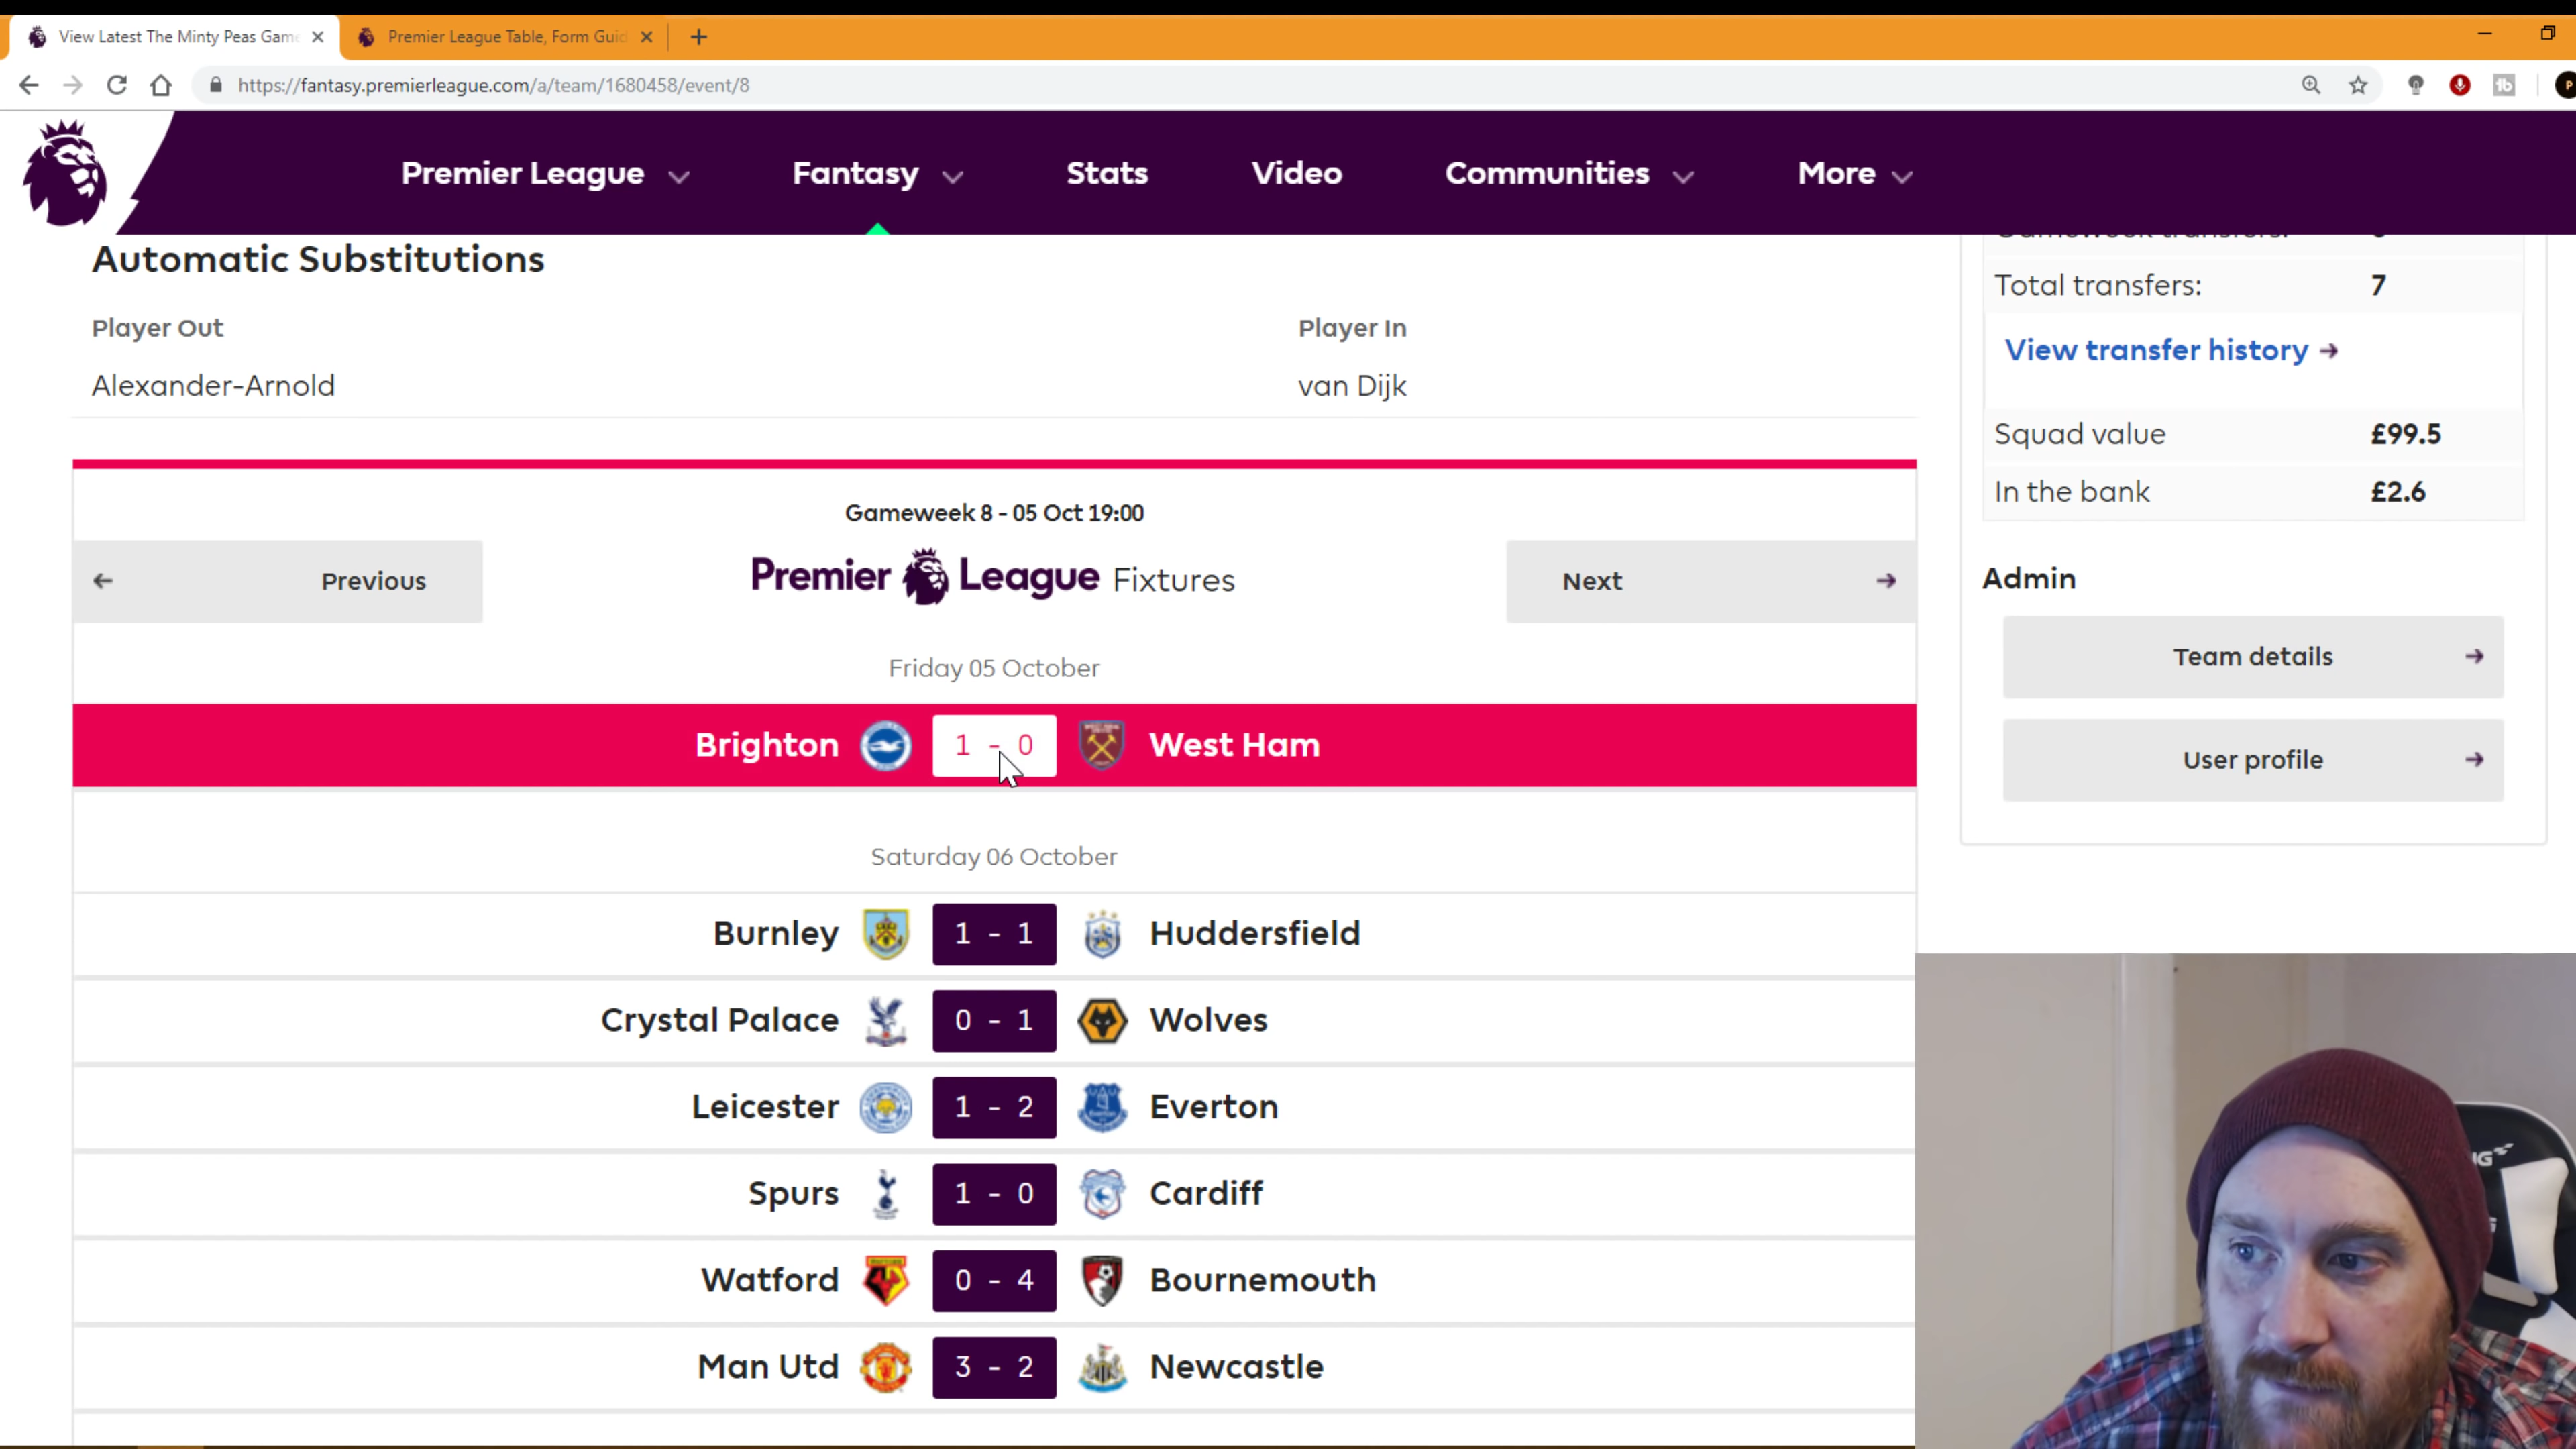 View Latest The Minty Peas Gam
Premier League Table, Form Guid
https://fantasy.premierleague.com/a/team/1680458/event/8
Premier League
Fantasy
Stats
Video
Communities
More
Automatic Substitutions
Player Out
Player In
Alexander-Arnold
van Dijk
Gameweek 8 - 05 Oct 19:00
Previous
Premier League Fixtures
Next
Friday 05 October
Brighton 1 - 0 West Ham
Saturday 06 October
Burnley 1 - 1 Huddersfield
Crystal Palace 0 - 1 Wolves
Leicester 1 - 2 Everton
Spurs 1 - 0 Cardiff
Watford 0 - 4 Bournemouth
Man Utd 3 - 2 Newcastle
Total transfers: 7
View transfer history
Squad value £99.5
In the bank £2.6
Admin
Team details
User profile